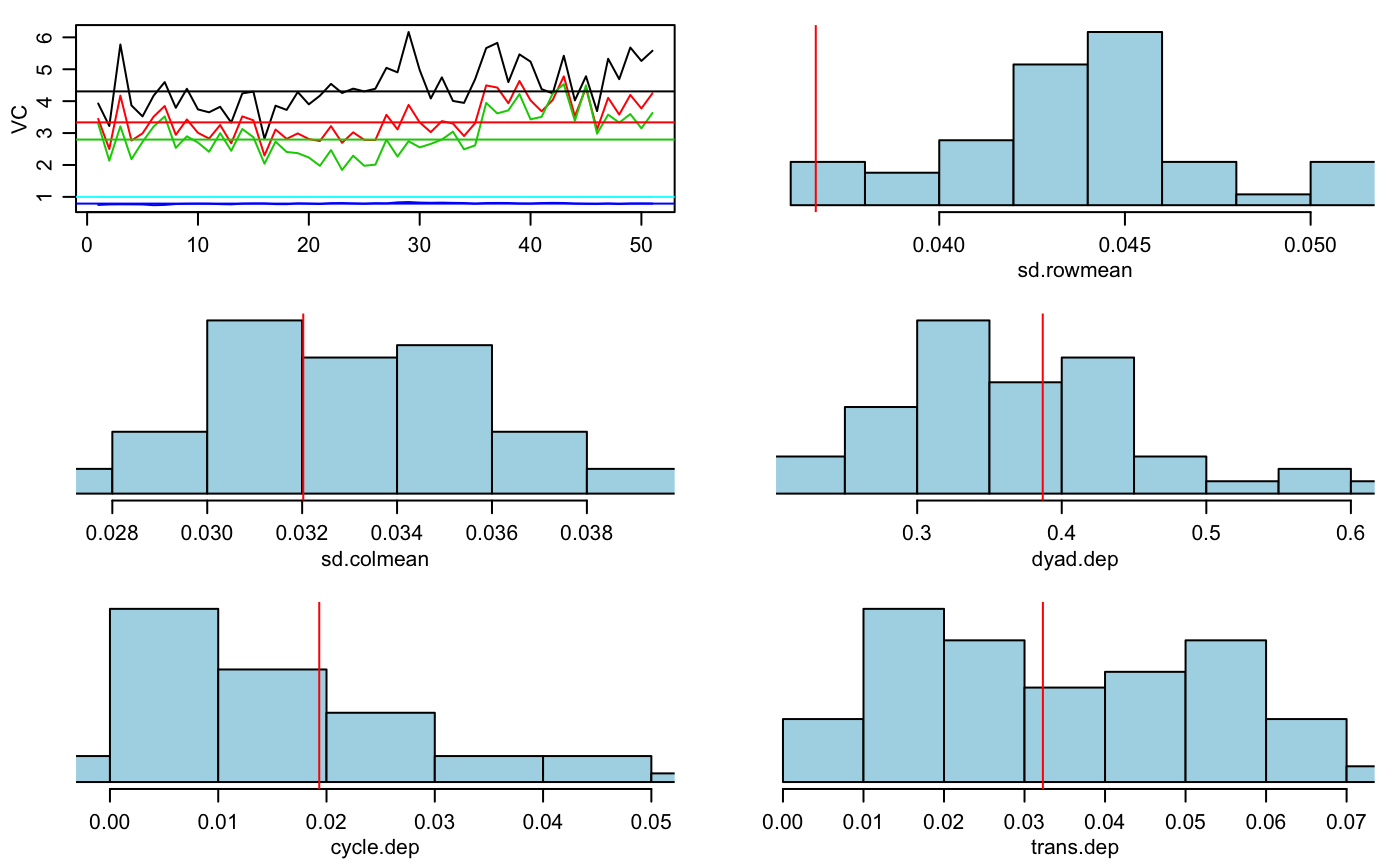 VC
6
5
4
3
2
1
0 10 20 30 40 50
0.040 0.045 0.050
sd.rowmean
0.028 0.030 0.032 0.034 0.036 0.038
sd.colmean
0.3 0.4 0.5 0.6
dyad.dep
0.00 0.01 0.02 0.03 0.04 0.05
cycle.dep
0.00 0.01 0.02 0.03 0.04 0.05 0.06 0.07
trans.dep